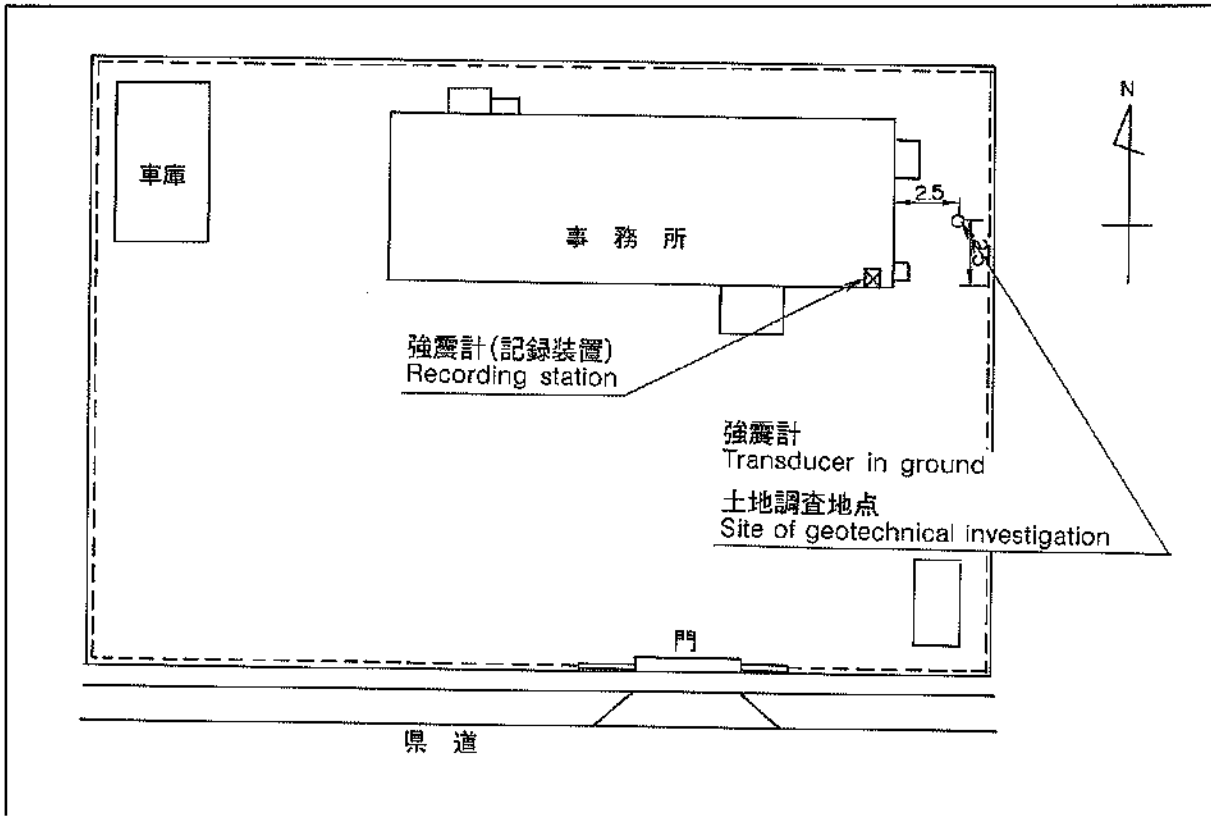 N
車庫
2.5
2.5
事務所
強震計(記録装置)
Recording station
強震計
Transducer in ground
土地調査地点
Site of geotechnical investigation
門
県道